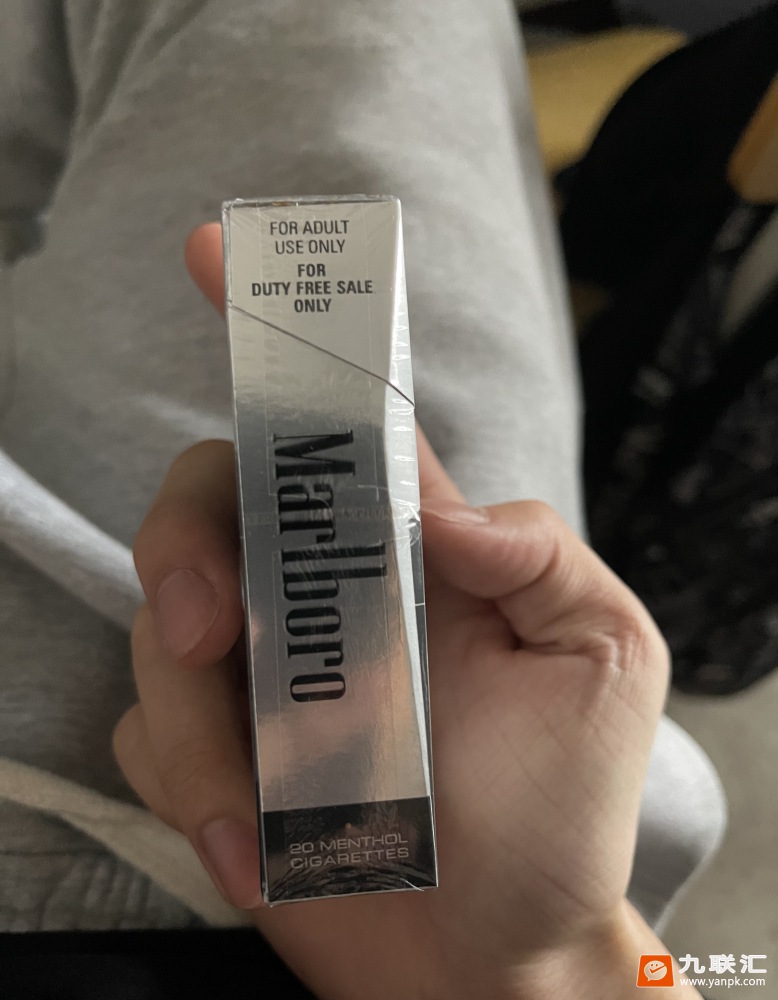 FOR ADULT
USE ONLY
FOR
DUTY FREE SALE
ONLY
Marlboro
20 MENTHOL
CIGARETTES
九联汇
www.yanpk.com